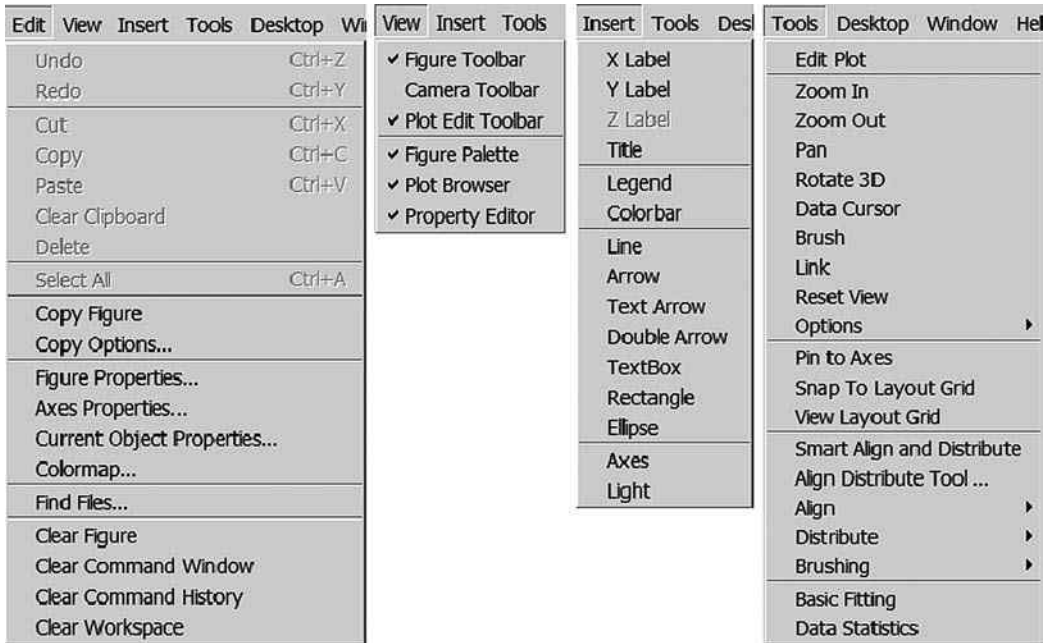 Edit View Insert Tools Desktop Wi
Undo Ctrl+Z
Redo Ctrl+Y
Cut Ctrl+X
Copy Ctrl+C
Paste Ctrl+V
Clear Clipboard
Delete
Select All Ctrl+A
Copy Figure
Copy Options...
Figure Properties...
Axes Properties...
Current Object Properties...
Colormap...
Find Files...
Clear Figure
Clear Command Window
Clear Command History
Clear Workspace
View Insert Tools
✓ Figure Toolbar
Camera Toolbar
✓ Plot Edit Toolbar
✓ Figure Palette
✓ Plot Browser
✓ Property Editor
Insert Tools Des
X Label
Y Label
Z Label
Title
Legend
Colorbar
Line
Arrow
Text Arrow
Double Arrow
TextBox
Rectangle
Ellipse
Axes
Light
Tools Desktop Window Hel
Edit Plot
Zoom In
Zoom Out
Pan
Rotate 3D
Data Cursor
Brush
Link
Reset View
Options
Pin to Axes
Snap To Layout Grid
View Layout Grid
Smart Align and Distribute
Align Distribute Tool ...
Align
Distribute
Brushing
Basic Fitting
Data Statistics